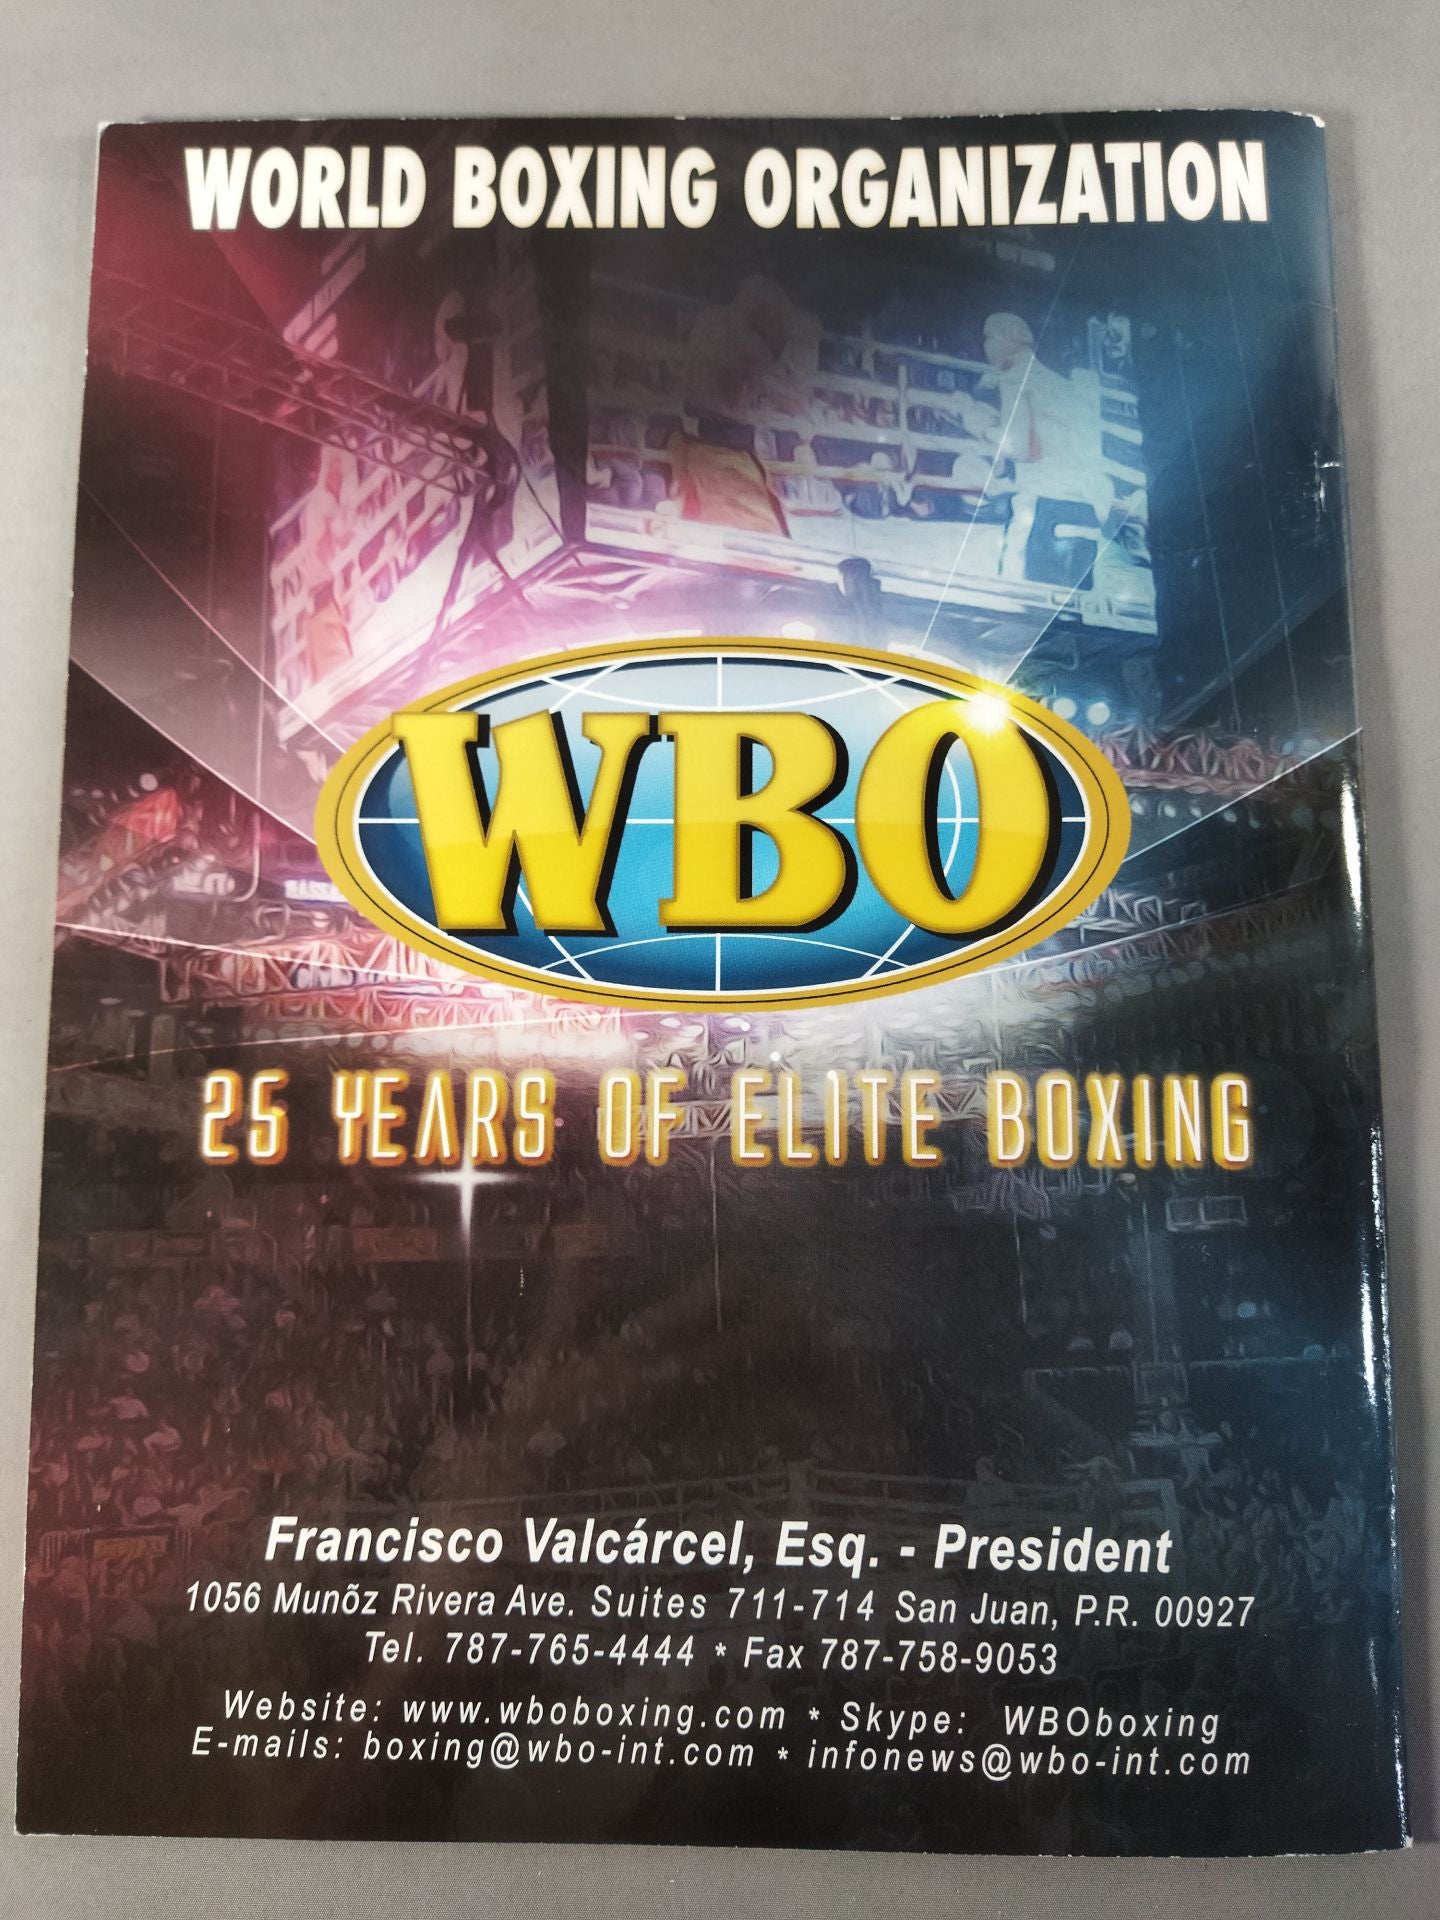 WORLD BOXING ORGANIZATION
WBO
25 YEARS OF ELITE BOXING
Francisco Valcárcel, Esq. - President
1056 Munõz Rivera Ave. Suites 711-714 San Juan, P.R. 00927
Tel. 787-765-4444 * Fax 787-758-9053
Website: www.wboboxing.com * Skype: WBOboxing
E-mails: boxing@wbo-int.com * infonews@wbo-int.com